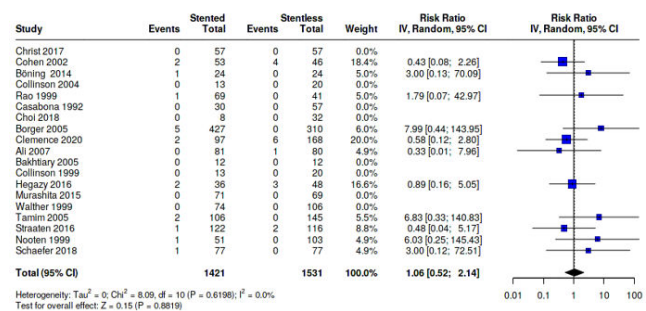 Stented Stentless Risk Ratio Risk Ratio
Study Events Total Events Total Weight IV, Random, 95% CI IV, Random, 95% CI
Christ 2017 0 57 0 57 0.0%
Cohen 2002 2 53 4 46 18.4% 0.43 [0.08; 2.26]
Böning 2014 1 24 0 24 5.0% 3.00 [0.13; 70.09]
Collinson 2004 0 13 0 20 0.0%
Rao 1999 1 69 0 41 4.9% 1.79 [0.07; 42.97]
Casabona 1992 0 30 0 57 0.0%
Choi 2018 0 8 0 32 0.0%
Borger 2005 5 427 0 310 6.0% 7.99 [0.44; 143.95]
Clemence 2020 2 97 6 168 20.0% 0.58 [0.12; 2.80]
Ali 2007 0 81 1 80 4.9% 0.33 [0.01; 7.96]
Bakhtiary 2005 0 12 0 12 0.0%
Collinson 1999 0 13 0 20 0.0%
Hegazy 2016 2 36 3 48 16.6% 0.89 [0.16; 5.05]
Murashita 2015 0 71 0 69 0.0%
Walther 1999 0 74 0 106 0.0%
Tamim 2005 2 106 0 145 5.5% 6.83 [0.33; 140.83]
Straaten 2016 1 122 2 116 8.8% 0.48 [0.04; 5.17]
Nooten 1999 1 51 0 103 4.9% 6.03 [0.25; 145.43]
Schaefer 2018 1 77 0 77 4.9% 3.00 [0.12; 72.51]
Total (95% CI) 1421 1531 100.0% 1.06 [0.52; 2.14]
Heterogeneity: Tau² = 0; Chi² = 8.09, df = 10 (P = 0.6198); I² = 0.0%
Test for overall effect: Z = 0.15 (P = 0.8819)
0.01 0.1 1 10 100